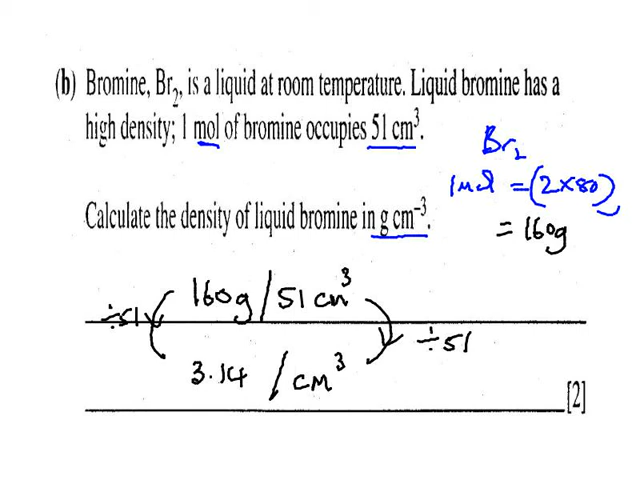 (b) Bromine, Br₂, is a liquid at room temperature. Liquid bromine has a
high density; 1 mol of bromine occupies 51 cm³.
Br₂
1mol = (2×80)
= 160g
Calculate the density of liquid bromine in g cm⁻³.
160g / 51 cm³
÷51
÷51
3.14 / cm³
[2]